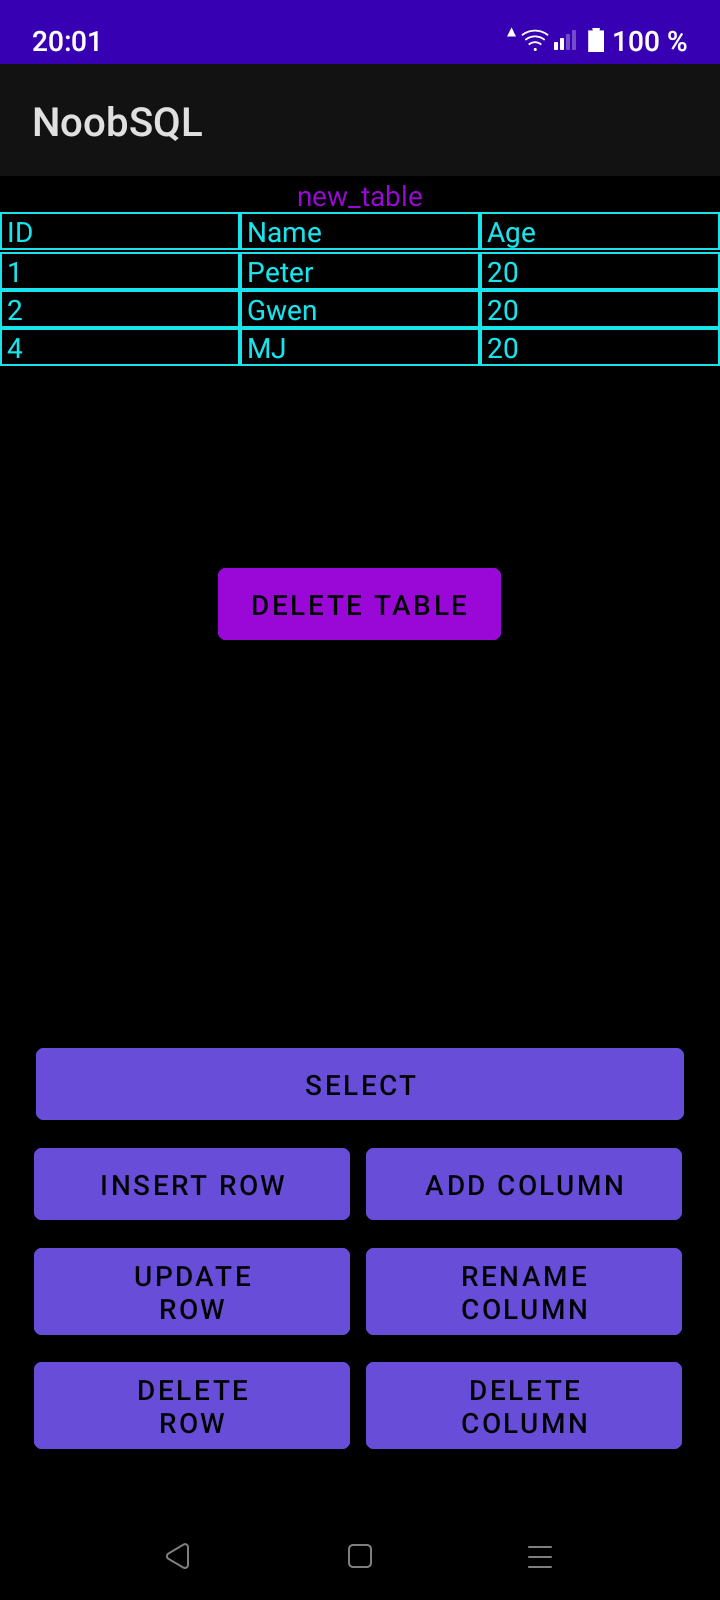 20:01 100 %
NoobSQL
new_table
ID Name Age
1 Peter 20
2 Gwen 20
4 MJ 20
DELETE TABLE
SELECT
INSERT ROW ADD COLUMN
UPDATE
ROW
RENAME
COLUMN
DELETE
ROW
DELETE
COLUMN